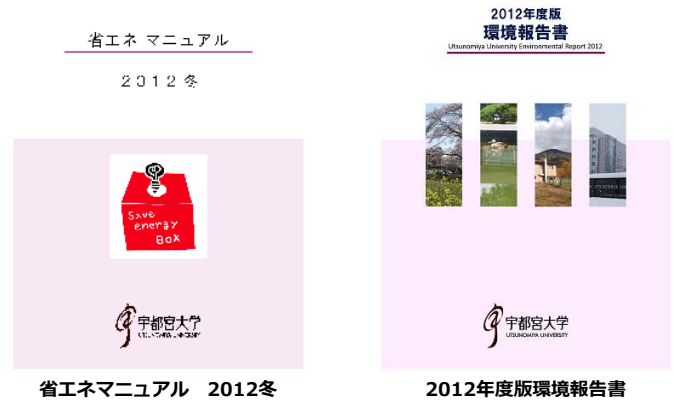 省エネ マニュアル
2012冬
Save
energy
Box
宇都宮大学
UTSUNOMIYA UNIVERSITY
省エネマニュアル　2012冬
2012年度版
環境報告書
Utsunomiya University Environmental Report 2012
宇都宮大学
UTSUNOMIYA UNIVERSITY
2012年度版環境報告書